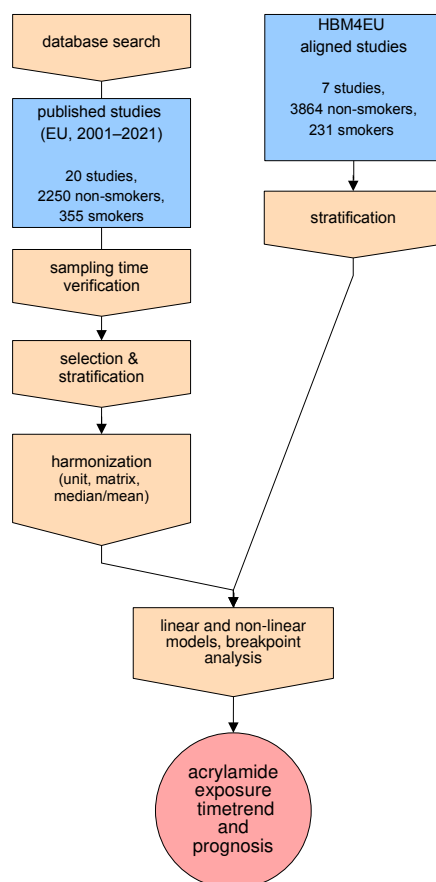 database search
published studies
(EU, 2001–2021)
20 studies,
2250 non-smokers,
355 smokers
sampling time
verification
selection &
stratification
harmonization
(unit, matrix,
median/mean)
HBM4EU
aligned studies
7 studies,
3864 non-smokers,
231 smokers
stratification
linear and non-linear
models, breakpoint
analysis
acrylamide
exposure
timetrend
and
prognosis